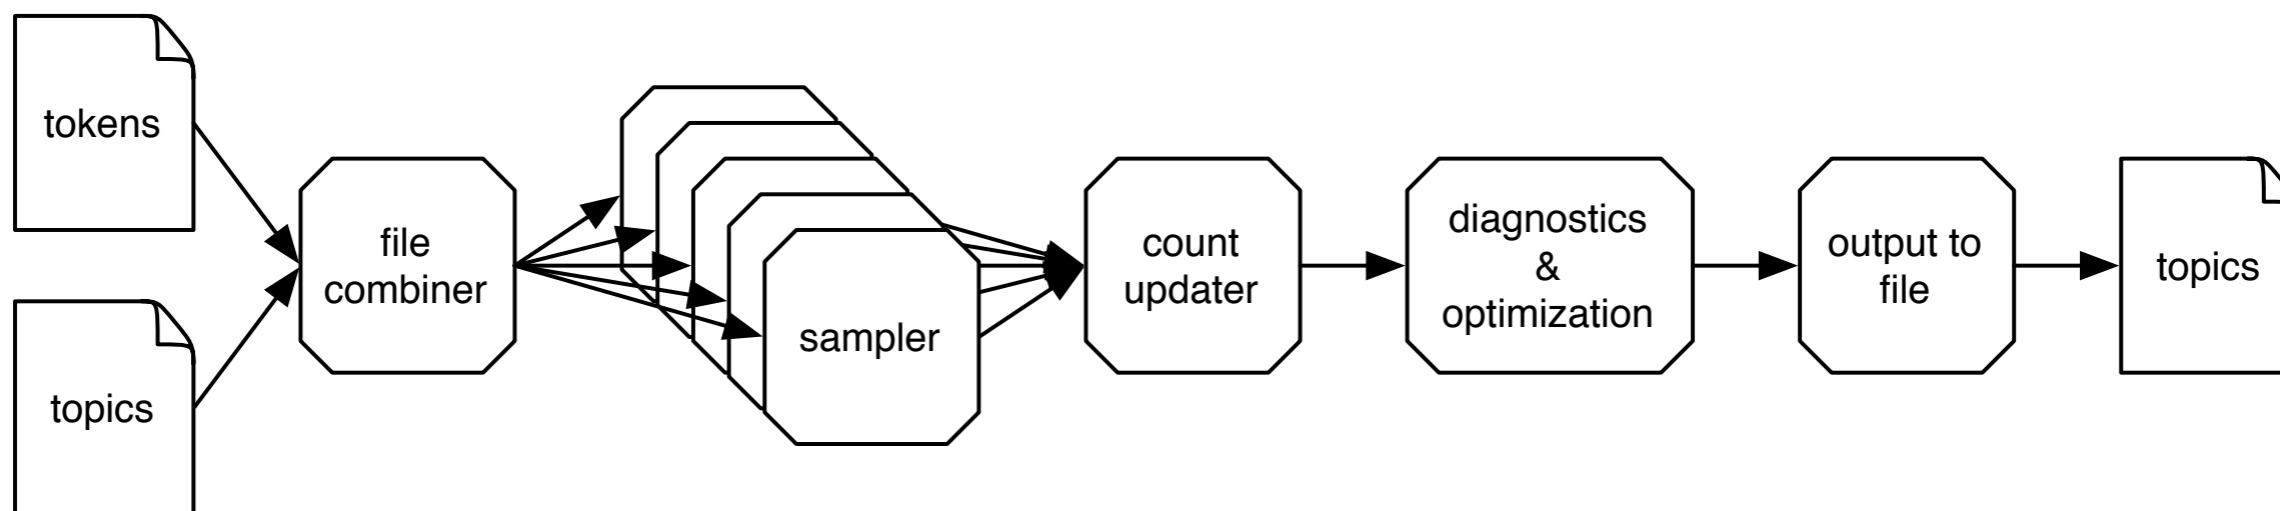 tokens
topics
file
combiner
sampler
count
updater
diagnostics
&
optimization
output to
file
topics